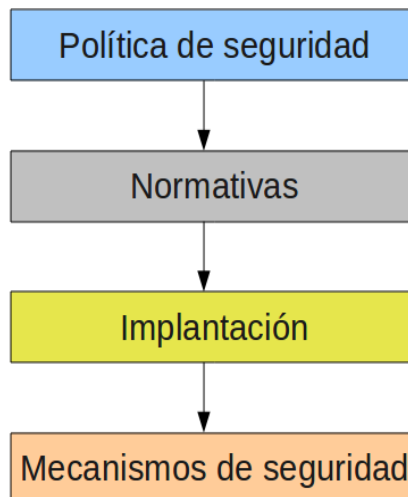 Política de seguridad
Normativas
Implantación
Mecanismos de seguridad